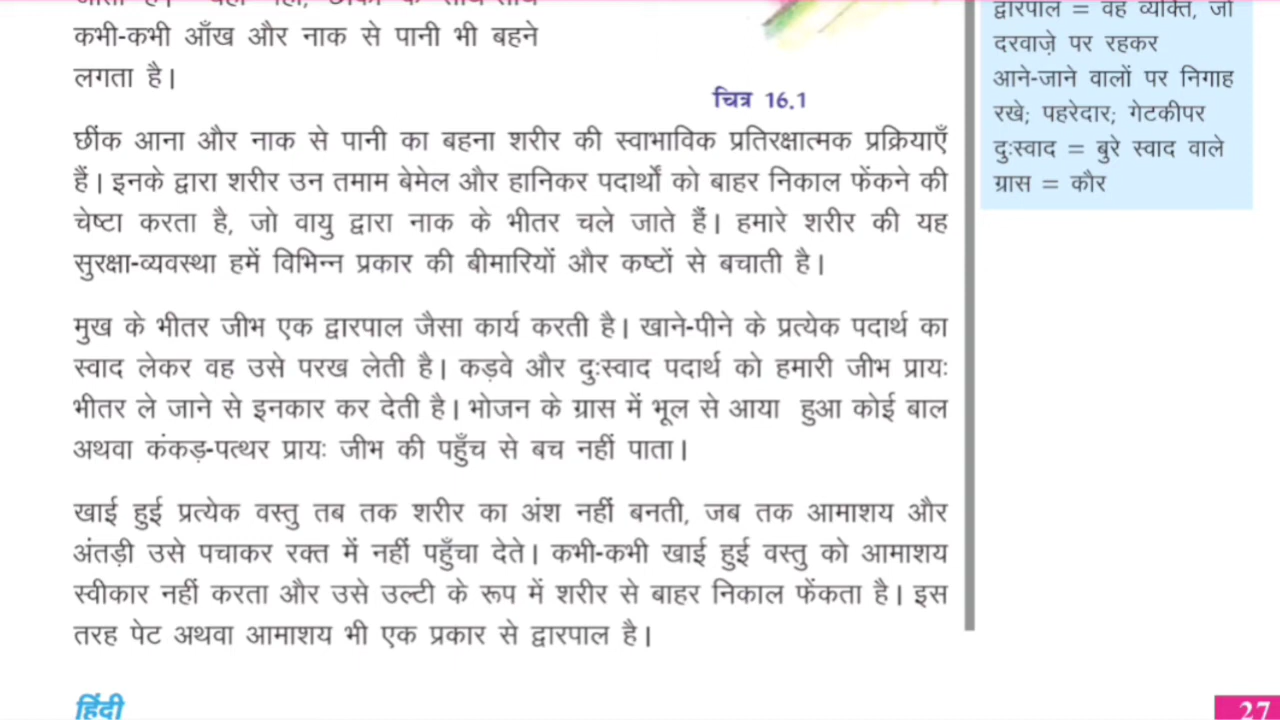 कभी-कभी आँख और नाक से पानी भी बहने
लगता है।
चित्र 16.1
छींक आना और नाक से पानी का बहना शरीर की स्वाभाविक प्रतिरक्षात्मक प्रक्रियाएँ
हैं। इनके द्वारा शरीर उन तमाम बेमेल और हानिकर पदार्थों को बाहर निकाल फेंकने की
चेष्टा करता है, जो वायु द्वारा नाक के भीतर चले जाते हैं। हमारे शरीर की यह
सुरक्षा-व्यवस्था हमें विभिन्न प्रकार की बीमारियों और कष्टों से बचाती है।
मुख के भीतर जीभ एक द्वारपाल जैसा कार्य करती है। खाने-पीने के प्रत्येक पदार्थ का
स्वाद लेकर वह उसे परख लेती है। कड़वे और दुःस्वाद पदार्थ को हमारी जीभ प्रायः
भीतर ले जाने से इनकार कर देती है। भोजन के ग्रास में भूल से आया हुआ कोई बाल
अथवा कंकड़-पत्थर प्रायः जीभ की पहुँच से बच नहीं पाता।
खाई हुई प्रत्येक वस्तु तब तक शरीर का अंश नहीं बनती, जब तक आमाशय और
अंतड़ी उसे पचाकर रक्त में नहीं पहुँचा देते। कभी-कभी खाई हुई वस्तु को आमाशय
स्वीकार नहीं करता और उसे उल्टी के रूप में शरीर से बाहर निकाल फेंकता है। इस
तरह पेट अथवा आमाशय भी एक प्रकार से द्वारपाल है।
द्वारपाल = वह व्यक्ति, जो
दरवाज़े पर रहकर
आने-जाने वालों पर निगाह
रखे; पहरेदार; गेटकीपर
दुःस्वाद = बुरे स्वाद वाले
ग्रास = कौर
हिंदी
27